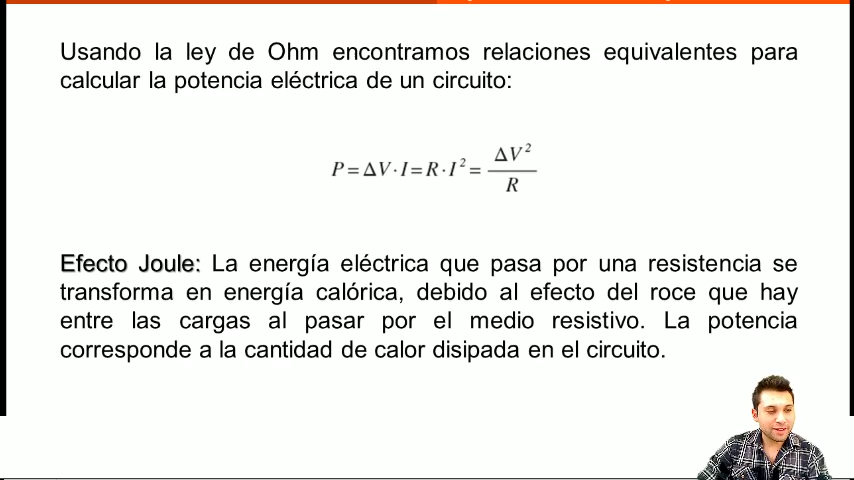 Usando la ley de Ohm encontramos relaciones equivalentes para
calcular la potencia eléctrica de un circuito:
P = ΔV · I = R · I² = ΔV² / R
Efecto Joule: La energía eléctrica que pasa por una resistencia se
transforma en energía calórica, debido al efecto del roce que hay
entre las cargas al pasar por el medio resistivo. La potencia
corresponde a la cantidad de calor disipada en el circuito.